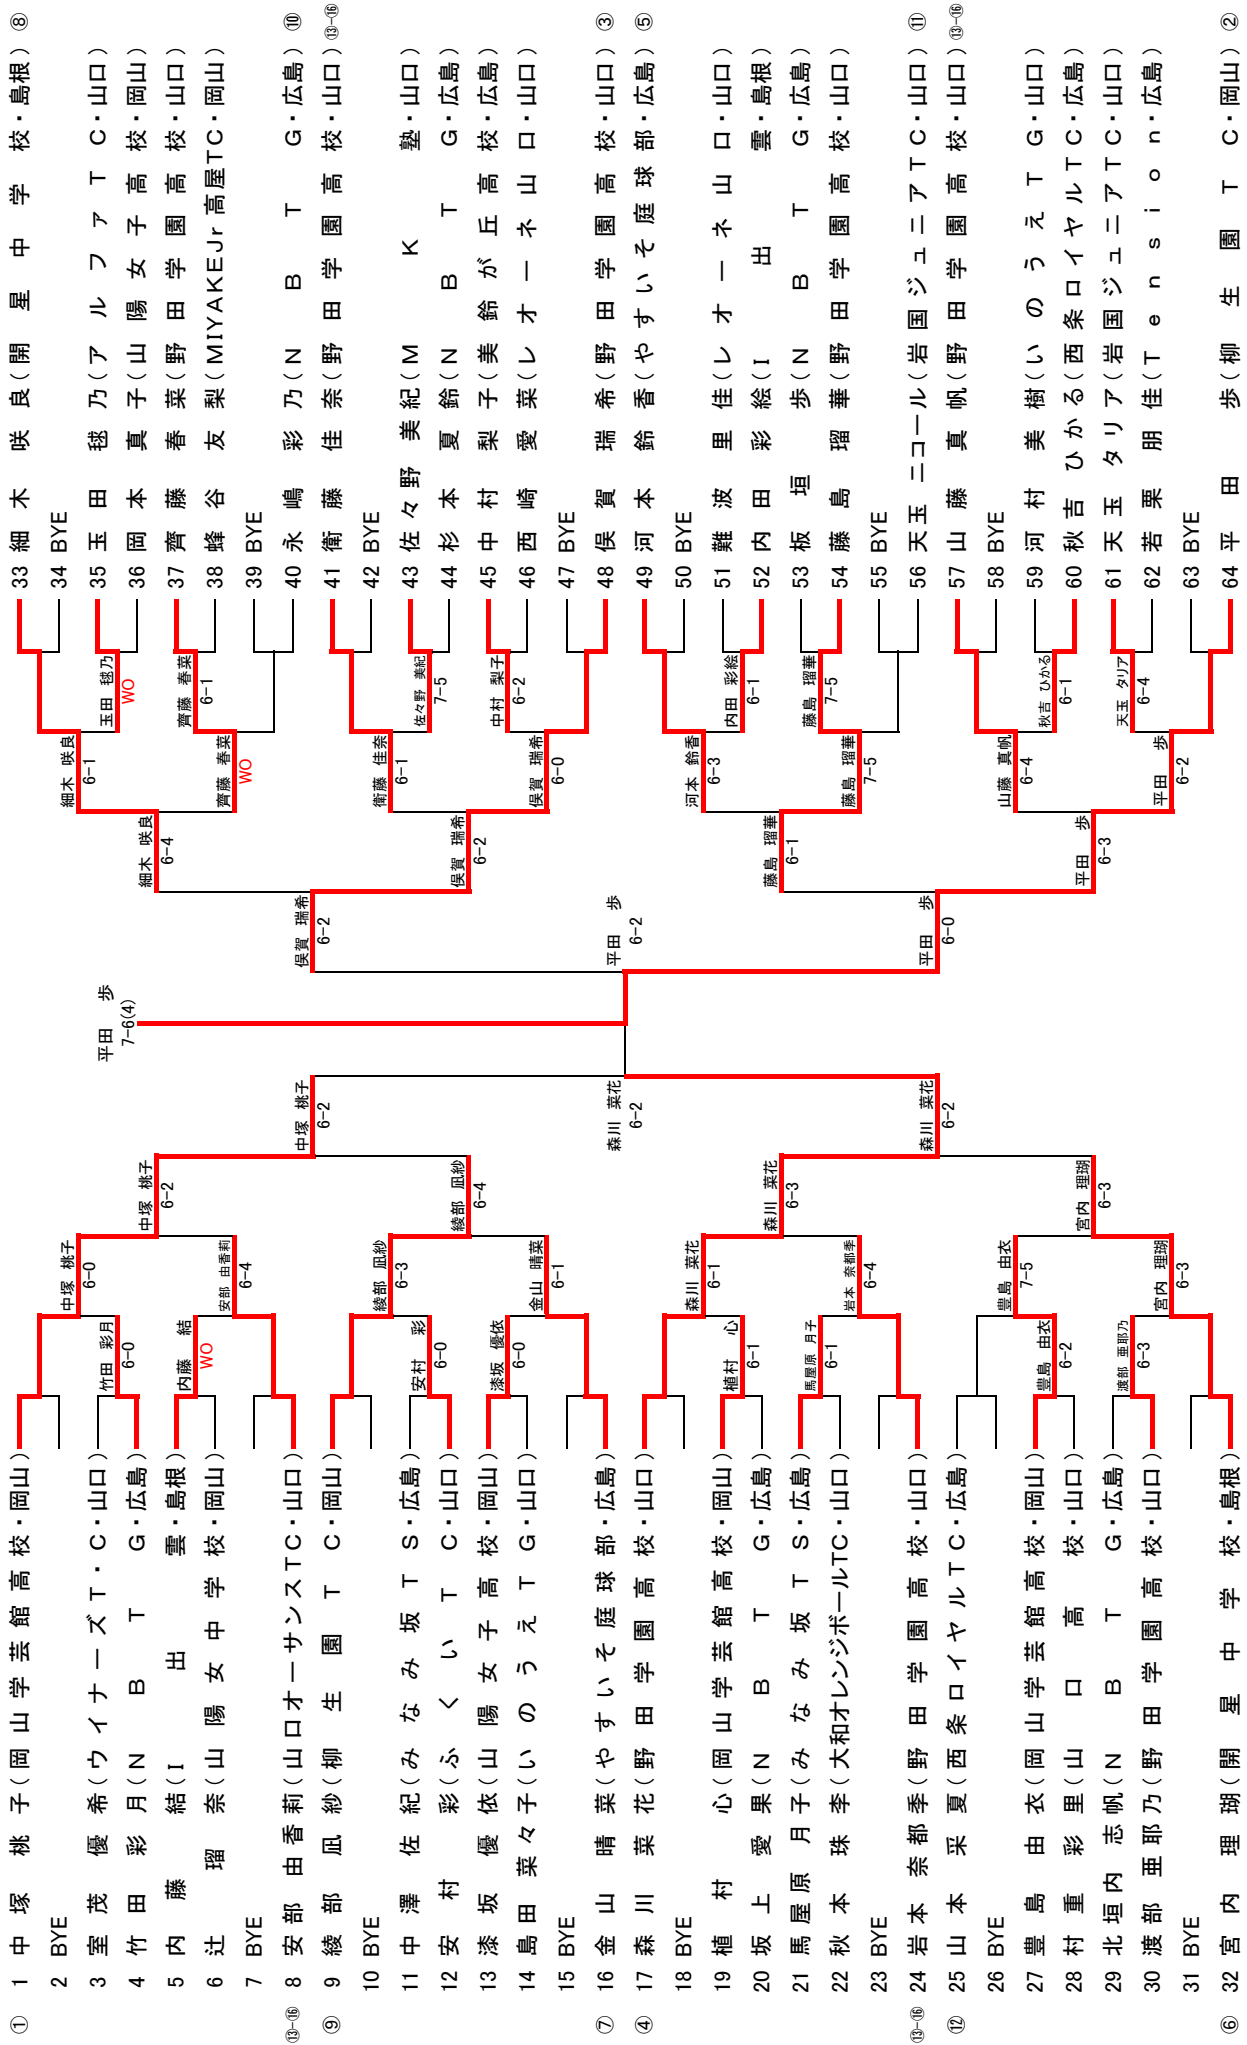 ① 1 中塚 桃子(岡山学芸館高校・岡山)
2 BYE
3 室茂 優希(ウイナーズT・C・山口)
4 竹田 彩月(NBTG・広島)
5 内藤 結(I出雲・島根)
6 辻 瑠奈(山陽女中学校・岡山)
7 BYE
⑬-⑯ 8 安部 由香莉(山口オーサンスTC・山口)
⑨ 9 綾部 凪紗(柳生園TC・岡山)
10 BYE
11 中澤 佐紀(みなみ坂TS・広島)
12 安村 彩(ふくいTC・山口)
13 漆坂 優依(山陽女子高校・岡山)
14 島田 菜々子(いのうえTG・山口)
15 BYE
⑦ 16 金山 晴菜(やすいそ庭球部・広島)
④ 17 森川 菜花(野田学園高校・山口)
18 BYE
19 植村 心(岡山学芸館高校・岡山)
20 坂上 愛果(NBTG・広島)
21 馬屋原 月子(みなみ坂TS・広島)
22 秋本 珠李(大和オレンジボールTC・山口)
23 BYE
⑬-⑯ 24 岩本 奈都季(野田学園高校・山口)
⑫ 25 山本 采夏(西条ロイヤルTC・広島)
26 BYE
27 豊島 由衣(岡山学芸館高校・岡山)
28 村重 彩里(山口高校・山口)
29 北垣内 志帆(NBTG・広島)
30 渡部 亜耶乃(野田学園高校・山口)
31 BYE
⑥ 32 宮内 理瑚(開星中学校・島根)
竹田 彩月
6-0
内藤 結
WO
安村 彩
6-0
漆坂 優依
6-0
植村 心
6-1
馬屋原 月子
6-1
豊島 由衣
6-2
渡部 亜耶乃
6-3
中塚 桃子
6-0
安部 由香莉
6-4
綾部 凪紗
6-3
金山 晴菜
6-1
森川 菜花
6-1
岩本 奈都季
6-4
豊島 由衣
7-5
宮内 理瑚
6-3
中塚 桃子
6-2
綾部 凪紗
6-4
森川 菜花
6-3
宮内 理瑚
6-3
中塚 桃子
6-2
森川 菜花
6-2
森川 菜花
6-2
平田 歩
7-6(4)
平田 歩
6-2
俣賀 瑞希
6-2
平田 歩
6-0
細木 咲良
6-4
俣賀 瑞希
6-2
藤島 瑠華
6-1
平田 歩
6-3
細木 咲良
6-1
齊藤 春菜
WO
衛藤 佳奈
6-1
俣賀 瑞希
6-0
河本 鈴香
6-3
藤島 瑠華
7-5
山藤 真帆
6-4
平田 歩
6-2
玉田 毬乃
WO
齊藤 春菜
6-1
佐々野 美紀
7-5
中村 梨子
6-2
内田 彩絵
6-1
藤島 瑠華
7-5
秋吉 ひかる
6-1
天玉 タリア
6-4
33 細木 咲良(開星中学校・島根) ⑧
34 BYE
35 玉田 毬乃(アルファTC・山口)
36 岡本 真子(山陽女子高校・岡山)
37 齊藤 春菜(野田学園高校・山口)
38 蜂谷 友梨(MIYAKEJr高屋TC・岡山)
39 BYE
40 永嶋 彩乃(NBTG・広島) ⑩
41 衛藤 佳奈(野田学園高校・山口) ⑬-⑯
42 BYE
43 佐々野 美紀(MK塾・山口)
44 杉本 夏鈴(NBTG・広島)
45 中村 梨子(美鈴が丘高校・広島)
46 西崎 愛菜(レオーネ山口・山口)
47 BYE
48 俣賀 瑞希(野田学園高校・山口) ③
49 河本 鈴香(やすいそ庭球部・広島) ⑤
50 BYE
51 難波 里佳(レオーネ山口・山口)
52 内田 彩絵(I出雲・島根)
53 板垣 歩(NBTG・広島)
54 藤島 瑠華(野田学園高校・山口)
55 BYE
56 天玉 ニコール(岩国ジュニアTC・山口) ⑪
57 山藤 真帆(野田学園高校・山口) ⑬-⑯
58 BYE
59 河村 美樹(いのうえTG・山口)
60 秋吉 ひかる(西条ロイヤルTC・広島)
61 天玉 タリア(岩国ジュニアTC・山口)
62 若栗 朋佳(Tension・広島)
63 BYE
64 平田 歩(柳生園TC・岡山) ②